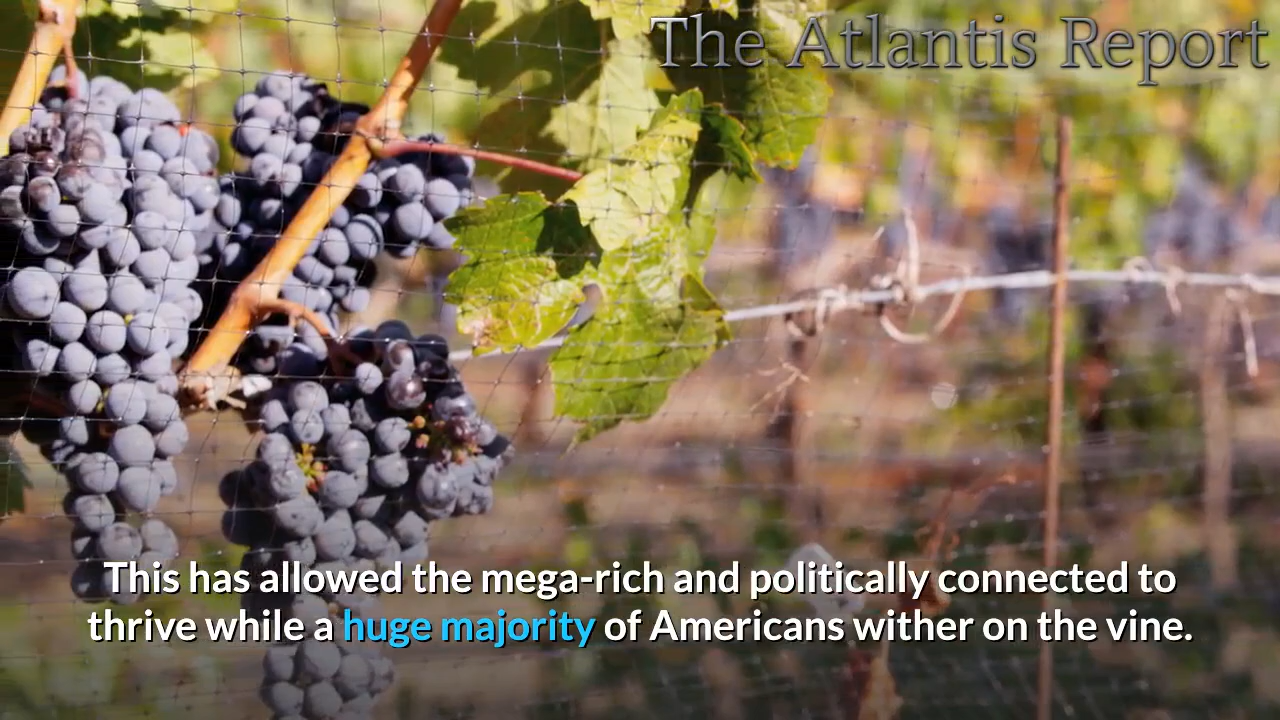 The Atlantis Report
This has allowed the mega-rich and politically connected to
thrive while a huge majority of Americans wither on the vine.